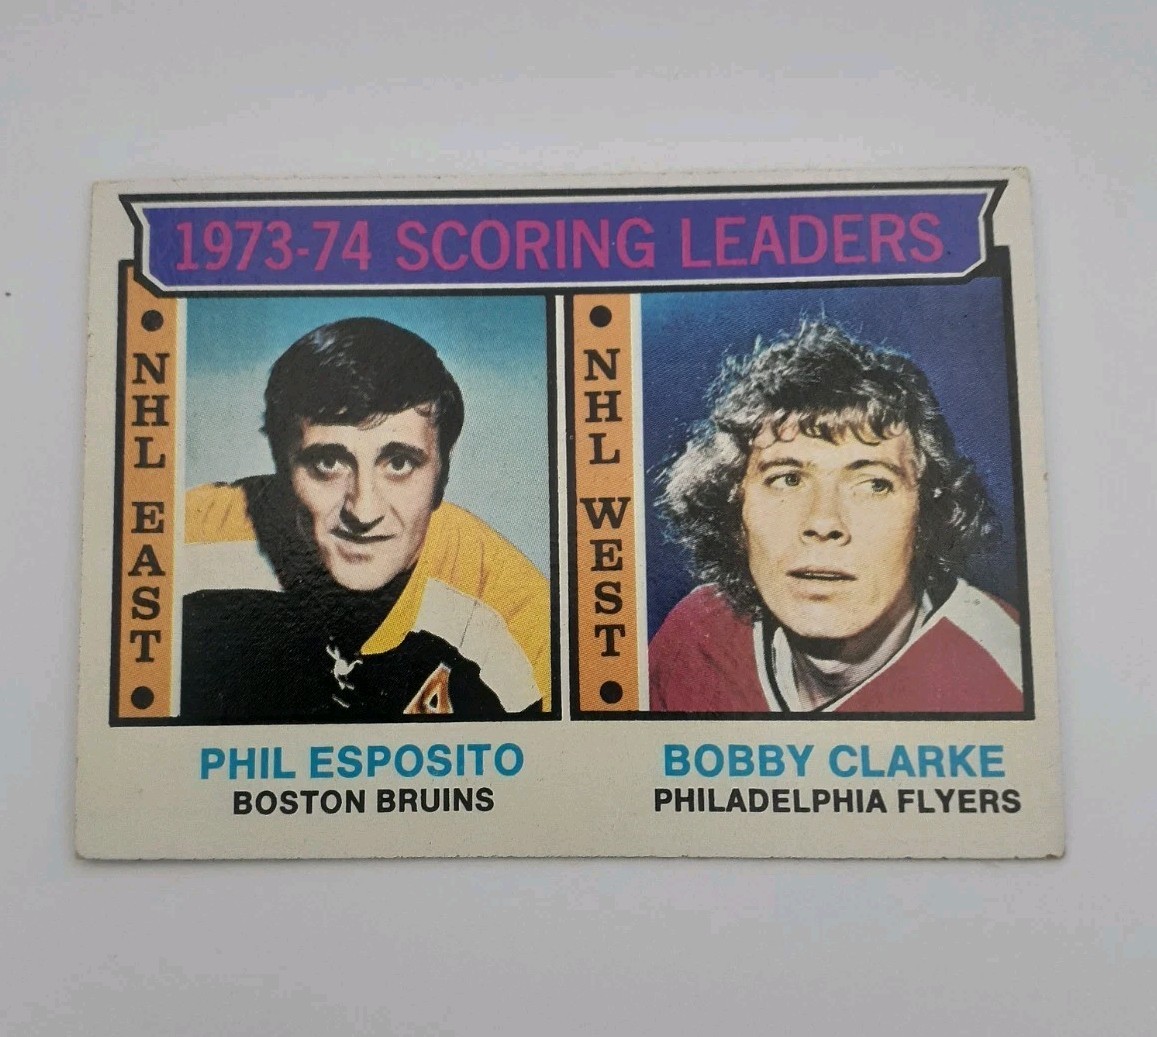 1973-74 SCORING LEADERS
NHL EAST
NHL WEST
PHIL ESPOSITO
BOSTON BRUINS
BOBBY CLARKE
PHILADELPHIA FLYERS